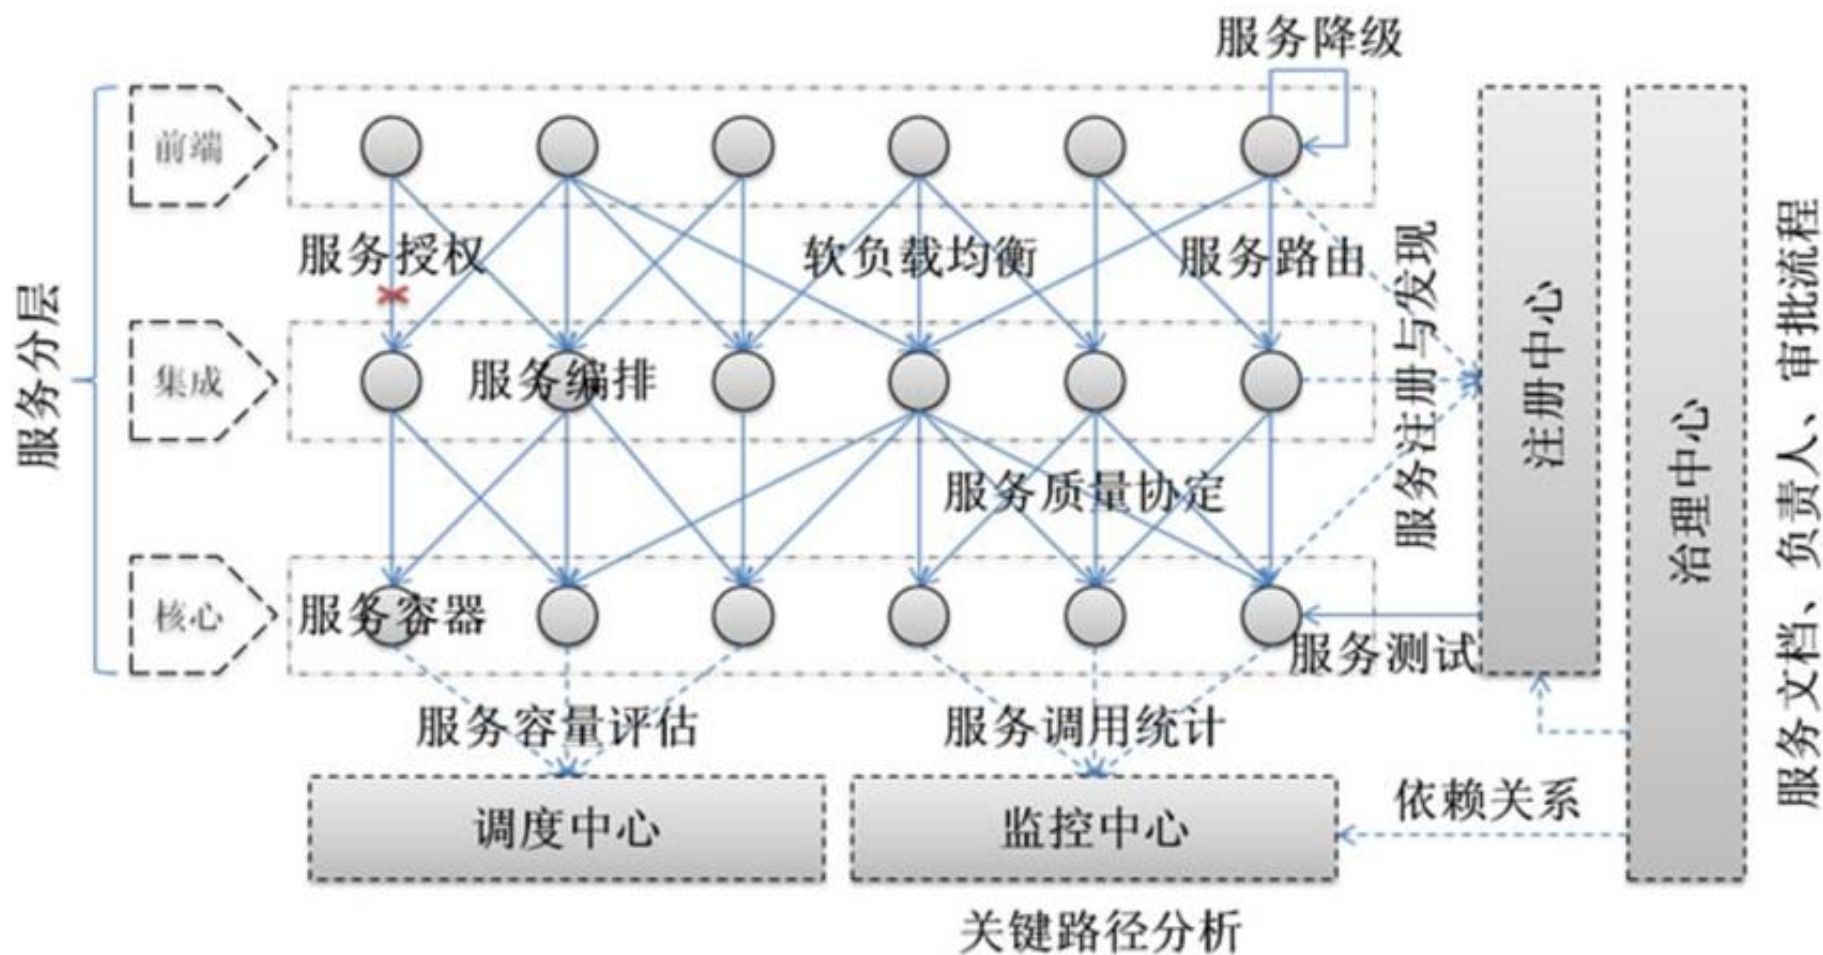 服务降级
前端
服务授权
软负载均衡
服务路由
服务分层
集成
服务编排
服务注册与发现
注册中心
治理中心
服务文档、负责人、审批流程
服务质量协定
核心
服务容器
服务测试
服务容量评估
服务调用统计
调度中心
监控中心
依赖关系
关键路径分析